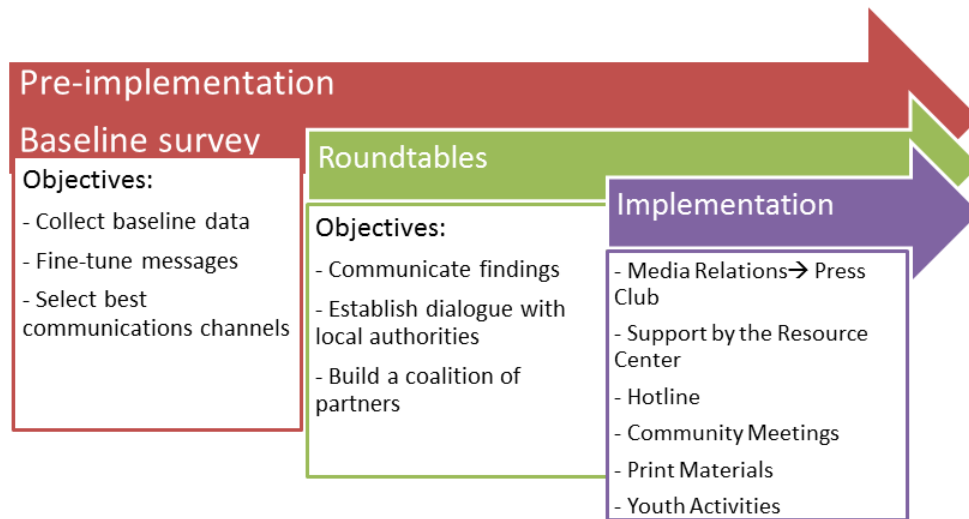 Pre-implementation
Baseline survey
Objectives:
- Collect baseline data
- Fine-tune messages
- Select best
communications channels
Roundtables
Objectives:
- Communicate findings
- Establish dialogue with
local authorities
- Build a coalition of
partners
Implementation
- Media Relations→ Press
Club
- Support by the Resource
Center
- Hotline
- Community Meetings
- Print Materials
- Youth Activities